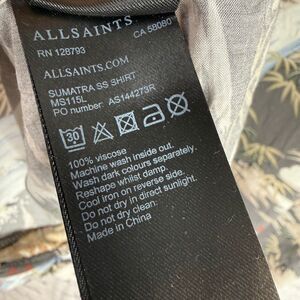 ALLSAINTS
RN 128793
CA 58080
ALLSAINTS.COM
SUMATRA SS SHIRT
MS115L
PO number: AS144273R
30
100% viscose
Machine wash inside out.
Wash dark colours separately.
Reshape whilst damp.
Cool iron on reverse side.
Do not dry in direct sunlight.
Do not dry clean.
Made in China